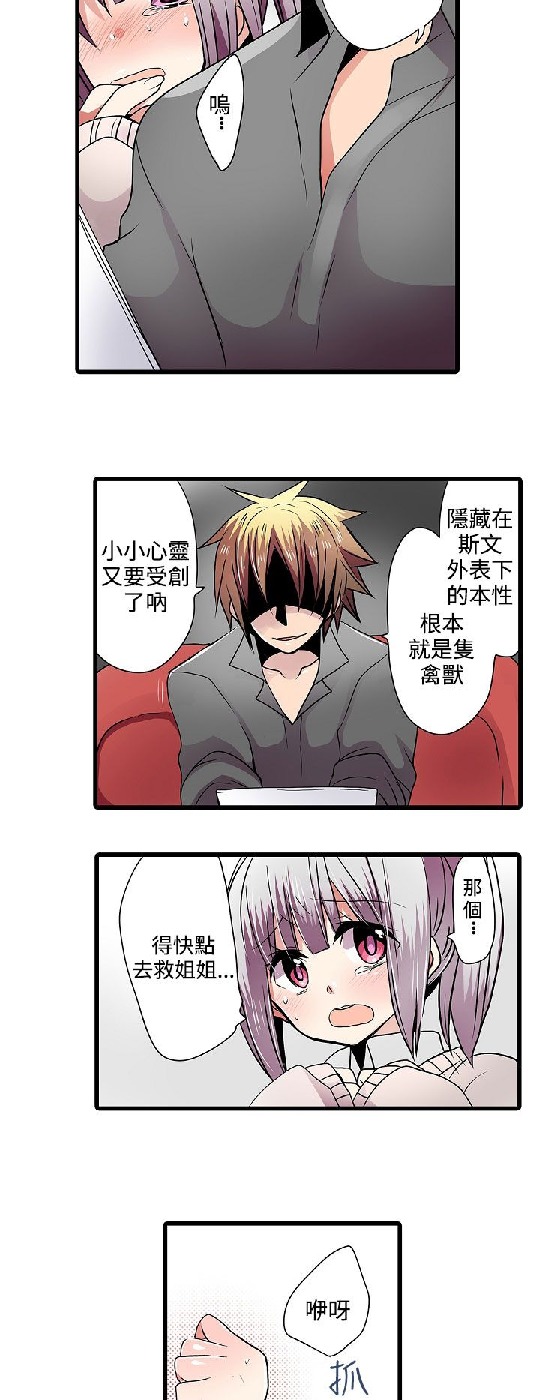 嗚…
隱藏在
斯文
外表下
的本性
根本
就是隻
禽獸
小小心靈
又要受創
了吶
那個…
得快點
去救姐姐…
咿呀
抓